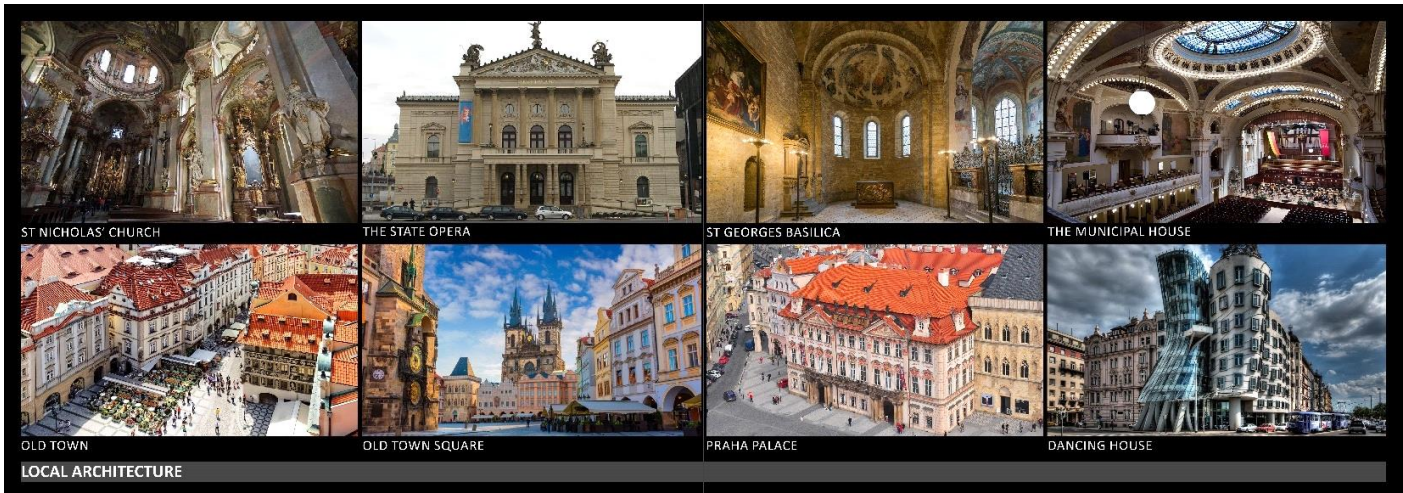 ST NICHOLAS' CHURCH
THE STATE OPERA
ST GEORGES BASILICA
THE MUNICIPAL HOUSE
OLD TOWN
OLD TOWN SQUARE
PRAHA PALACE
DANCING HOUSE
LOCAL ARCHITECTURE